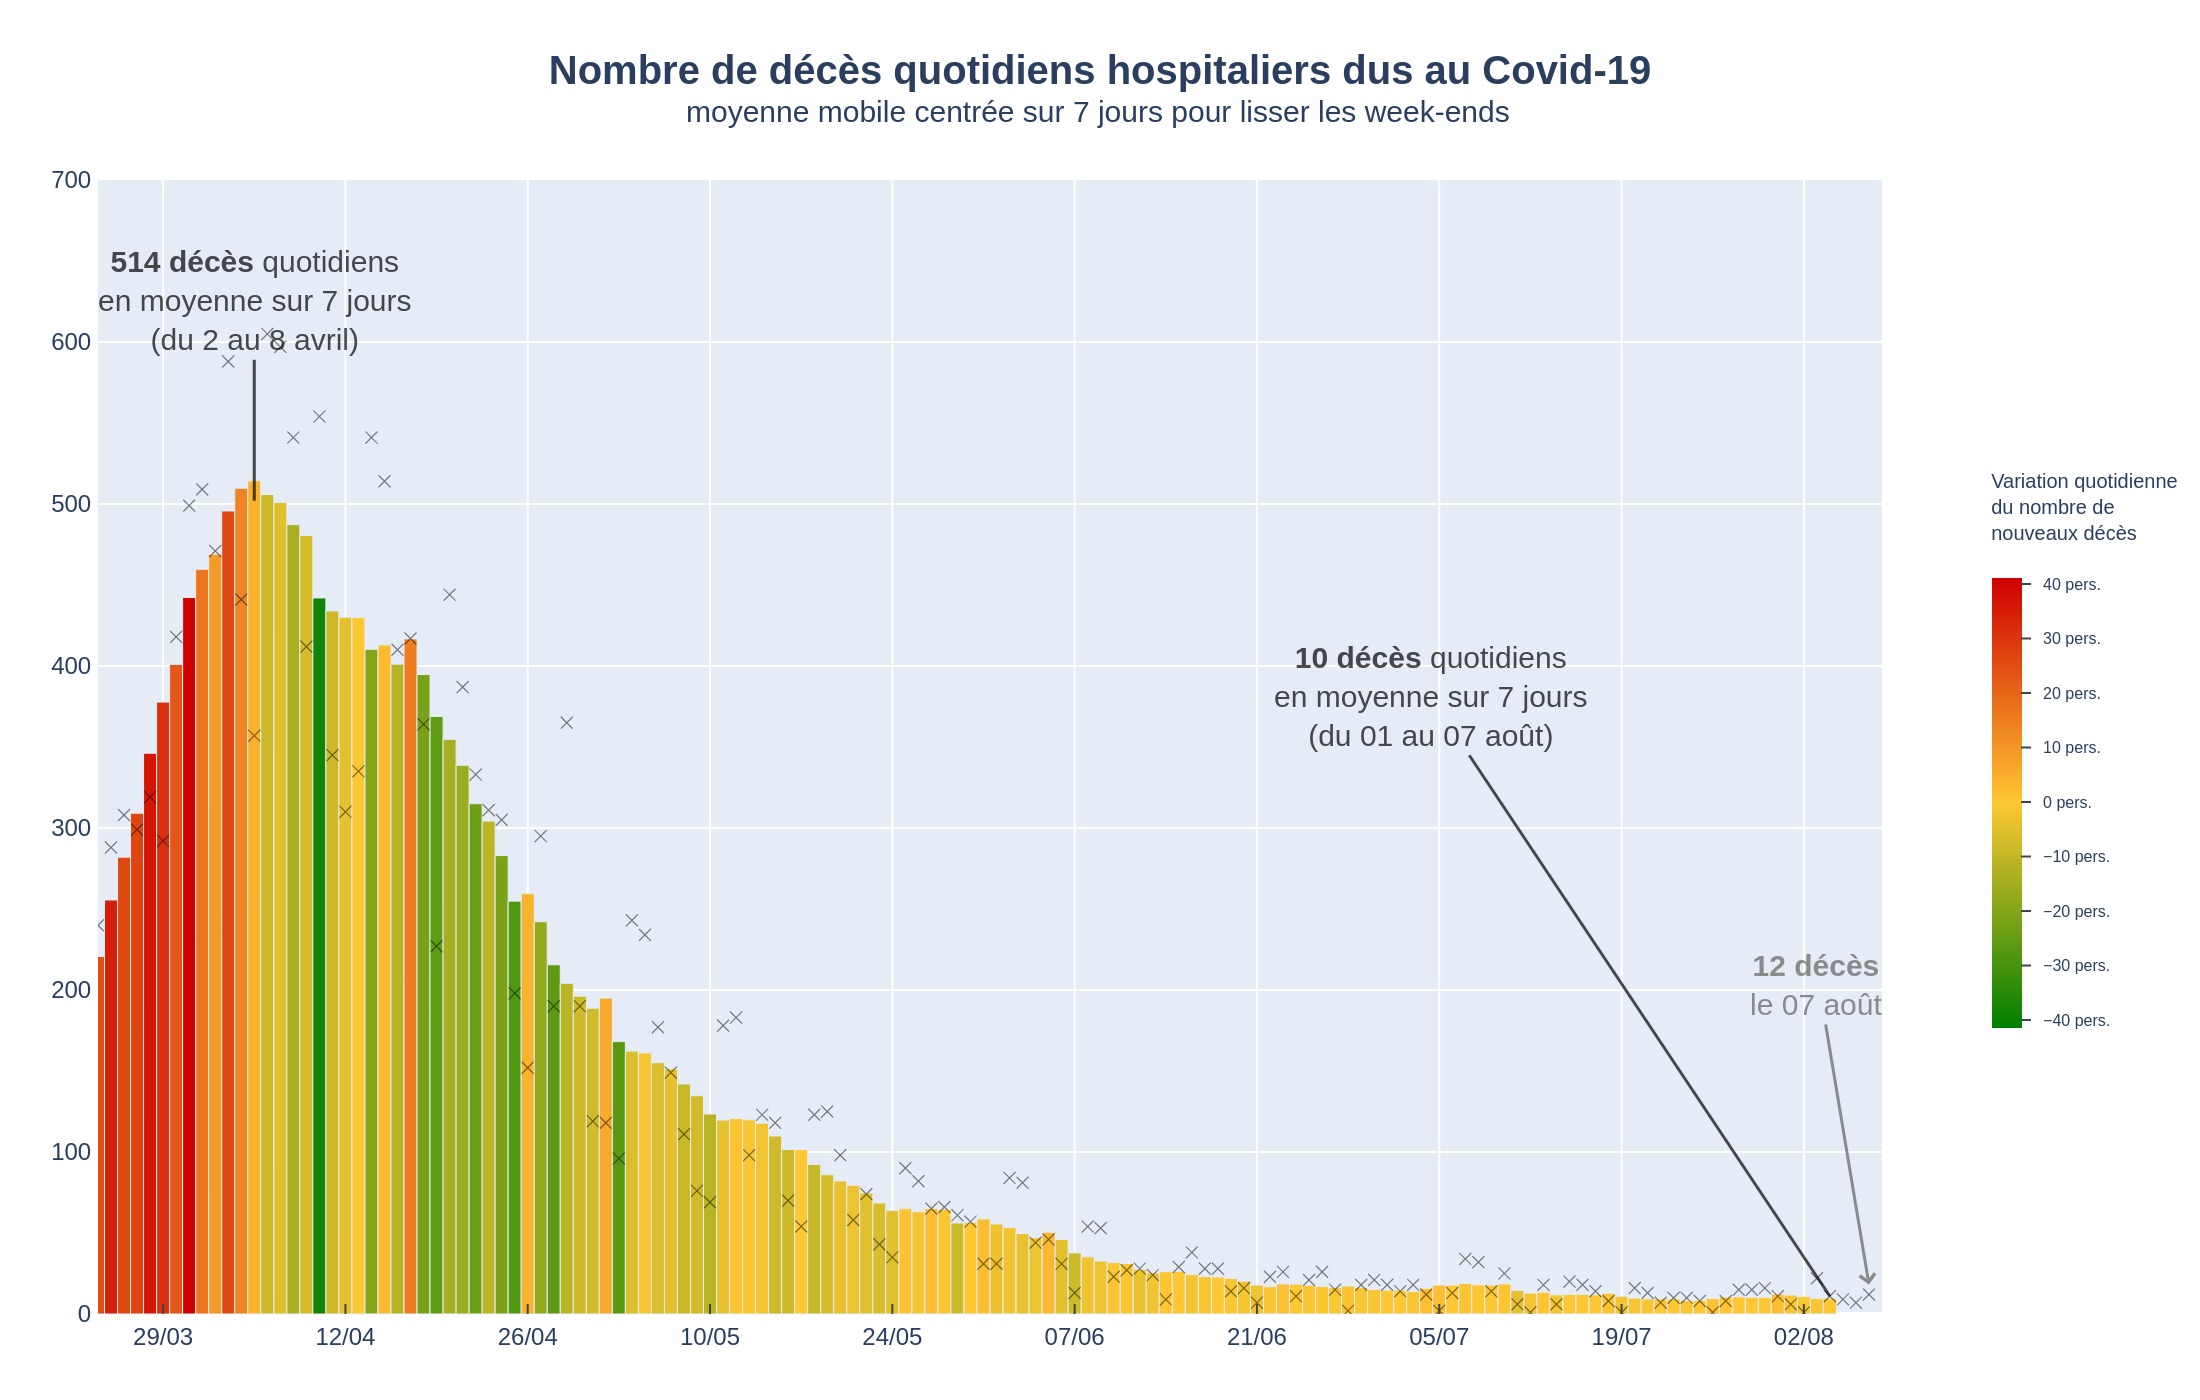 Nombre de décès quotidiens hospitaliers dus au Covid-19
moyenne mobile centrée sur 7 jours pour lisser les week-ends
700
600
500
400
300
200
100
0
514 décès quotidiens
en moyenne sur 7 jours
(du 2 au 8 avril)
10 décès quotidiens
en moyenne sur 7 jours
(du 01 au 07 août)
12 décès
le 07 août
29/03
12/04
26/04
10/05
24/05
07/06
21/06
05/07
19/07
02/08
Variation quotidienne
du nombre de
nouveaux décès
40 pers.
30 pers.
20 pers.
10 pers.
0 pers.
−10 pers.
−20 pers.
−30 pers.
−40 pers.